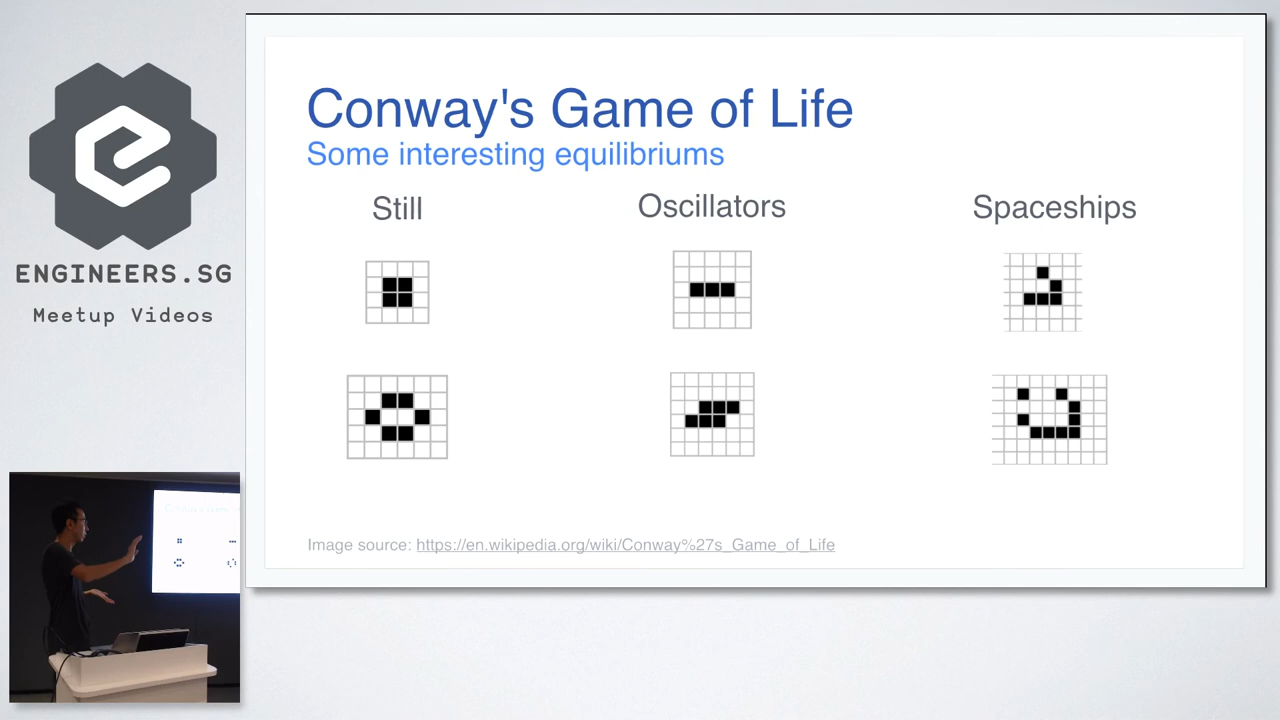 ENGINEERS.SG
Meetup Videos
Conway's Game of Life
Some interesting equilibriums
Still
Oscillators
Spaceships
Image source: https://en.wikipedia.org/wiki/Conway%27s_Game_of_Life